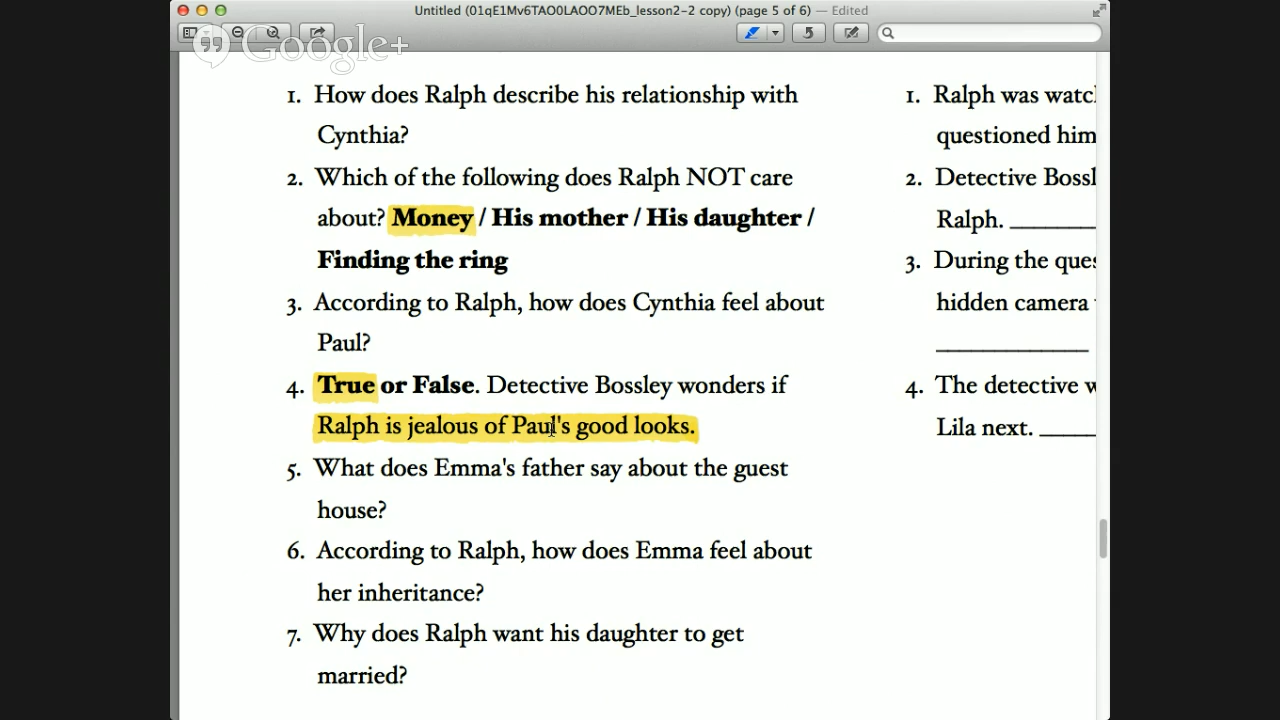 Untitled (01qE1Mv6TAO0LAOO7MEb_lesson2-2 copy) (page 5 of 6) — Edited
Google+
1. How does Ralph describe his relationship with
Cynthia?
2. Which of the following does Ralph NOT care
about? Money / His mother / His daughter /
Finding the ring
3. According to Ralph, how does Cynthia feel about
Paul?
4. True or False. Detective Bossley wonders if
Ralph is jealous of Paul's good looks.
5. What does Emma's father say about the guest
house?
6. According to Ralph, how does Emma feel about
her inheritance?
7. Why does Ralph want his daughter to get
married?
1. Ralph was
questioned him
2. Detective
Ralph. _______
3. During the
hidden camera
____________
4. The detective
Lila next. _____